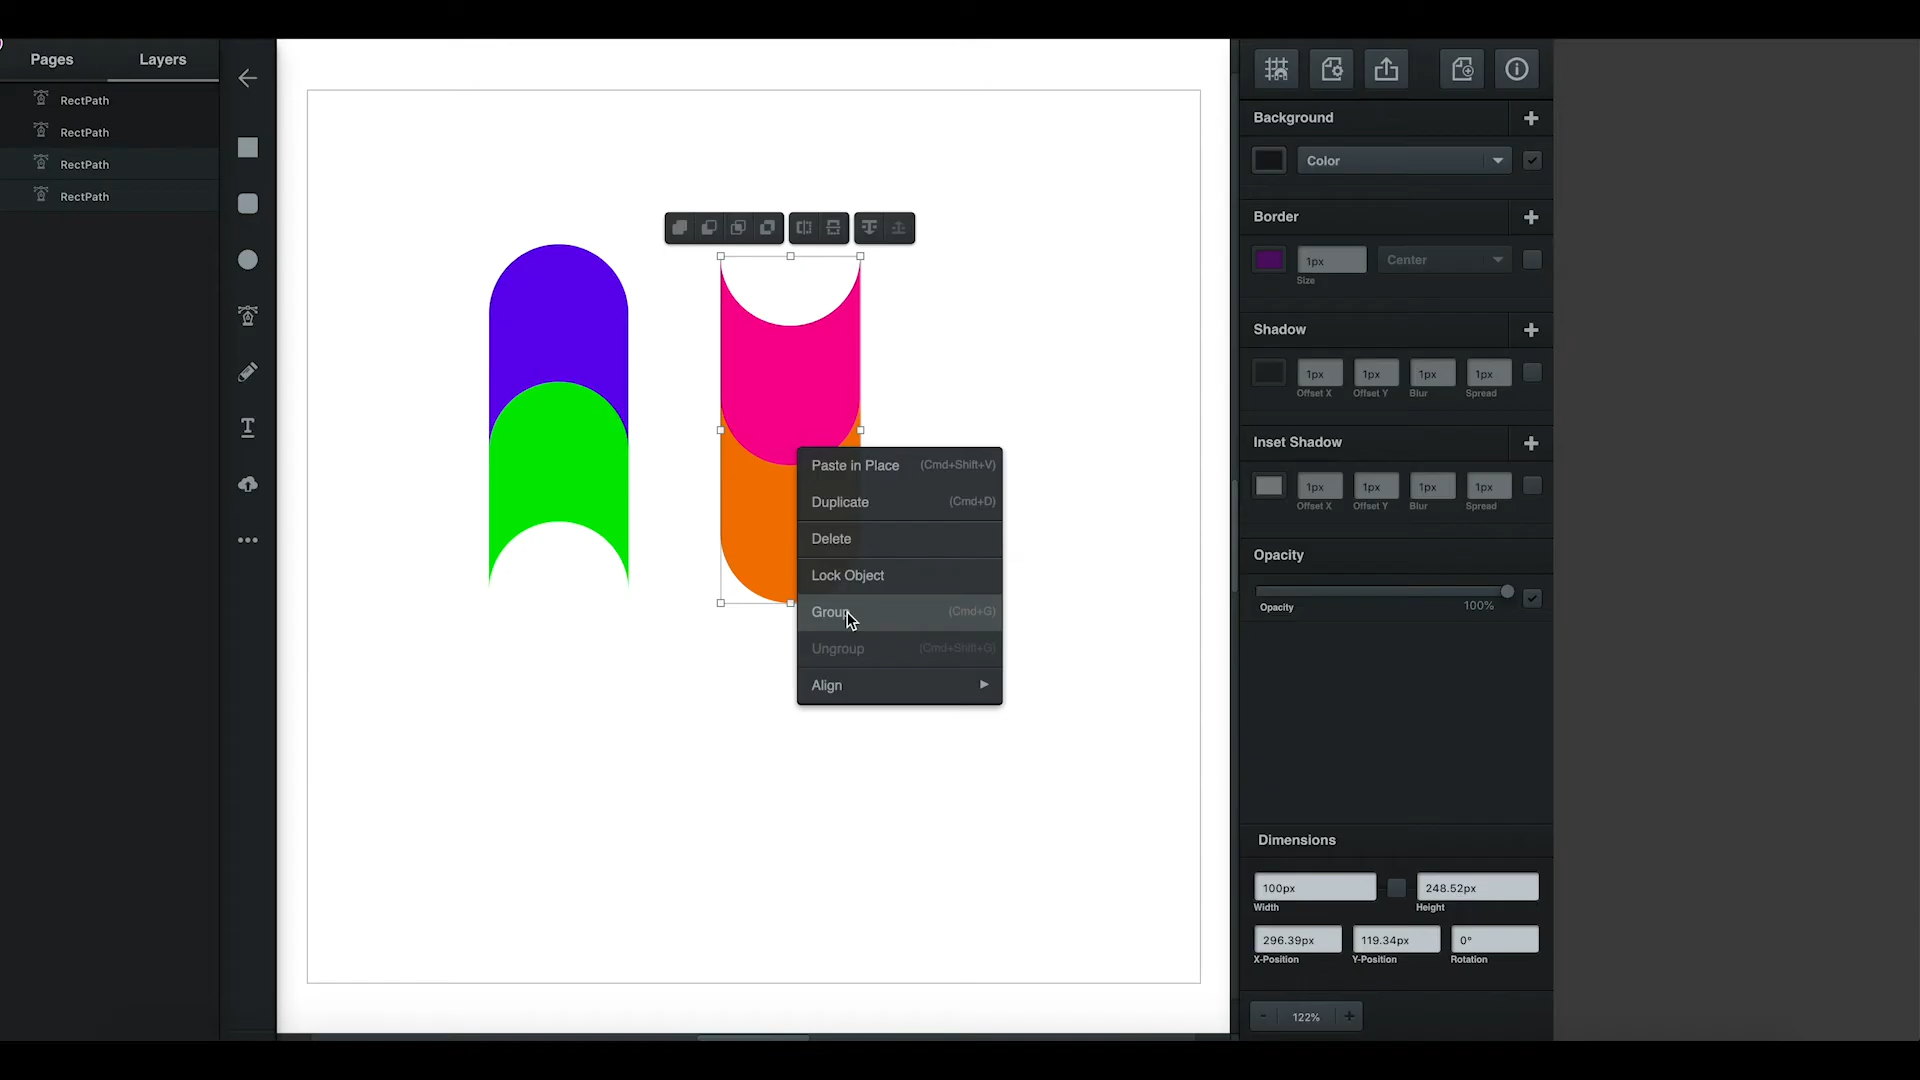 Pages
Layers
RectPath
RectPath
RectPath
RectPath
Paste in Place (Cmd+Shift+V)
Duplicate (Cmd+D)
Delete
Lock Object
Group (Cmd+G)
Ungroup (Cmd+Shift+G)
Align
Background
Color
Border
1px
Center
Size
Shadow
1px 1px 1px 1px
Offset X Offset Y Blur Spread
Inset Shadow
1px 1px 1px 1px
Offset X Offset Y Blur Spread
Opacity
Opacity 100%
Dimensions
100px 248.52px
Width Height
296.39px 119.34px 0°
X-Position Y-Position Rotation
- 122% +